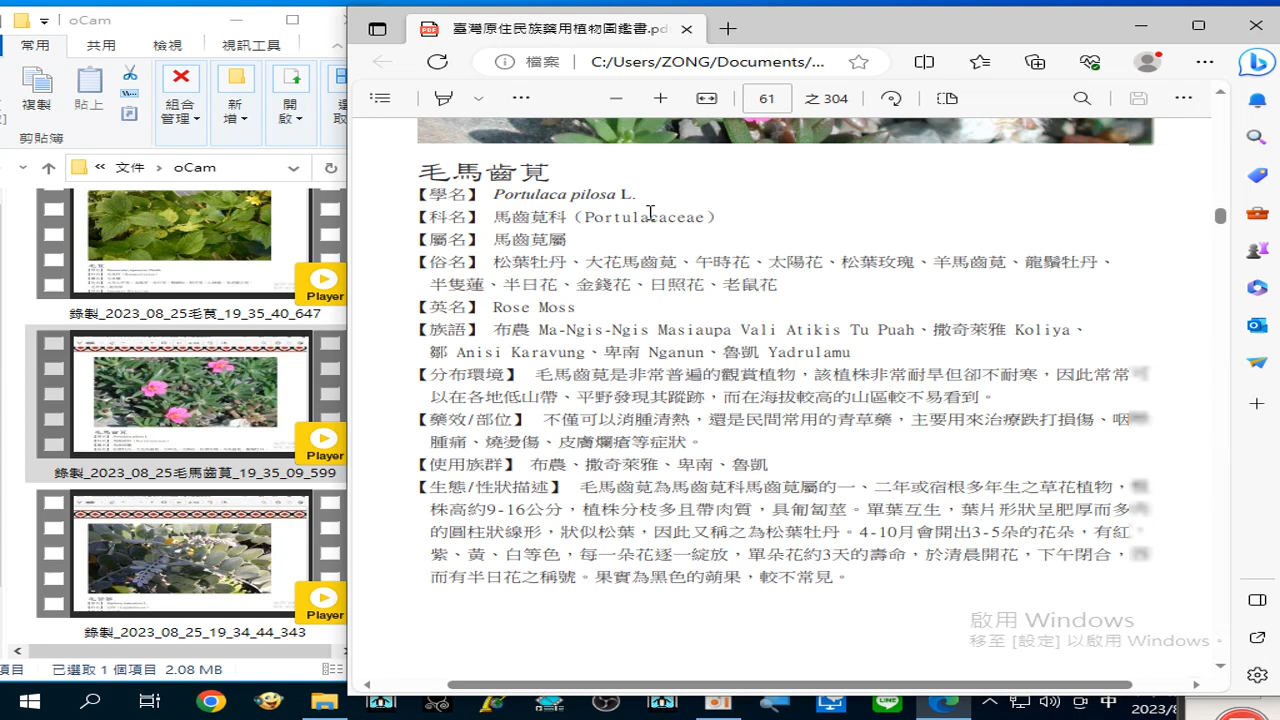 oCam
臺灣原住民族藥用植物圖鑑書.pd
常用 共用 檢視 視訊工具
檔案 C:/Users/ZONG/Documents/...
複製 貼上 組合管理 新增 開啟 選
剪貼簿
61 之 304
文件 oCam
毛馬齒莧
【學名】 Portulaca pilosa L.
【科名】 馬齒莧科（Portulacaceae）
【屬名】 馬齒莧屬
【俗名】 松葉牡丹、大花馬齒莧、午時花、太陽花、松葉玫瑰、羊馬齒莧、龍鬚牡丹、
半隻蓮、半日花、金錢花、日照花、老鼠花
【英名】 Rose Moss
【族語】 布農 Ma-Ngis-Ngis Masiaupa Vali Atikis Tu Puah、撒奇萊雅 Koliya、
鄒 Anisi Karavung、卑南 Nganun、魯凱 Yadrulamu
【分布環境】 毛馬齒莧是非常普遍的觀賞植物，該植株非常耐旱但卻不耐寒，因此常常
以在各地低山帶、平野發現其蹤跡，而在海拔較高的山區較不易看到。
【藥效/部位】 不僅可以消腫清熱，還是民間常用的青草藥，主要用來治療跌打損傷、咽
腫痛、燒燙傷、皮膚爛瘡等症狀。
【使用族群】 布農、撒奇萊雅、卑南、魯凱
【生態/性狀描述】 毛馬齒莧為馬齒莧科馬齒莧屬的一、二年或宿根多年生之草花植物，
株高約9-16公分，植株分枝多且帶肉質，具匍匐莖。單葉互生，葉片形狀呈肥厚而多
的圓柱狀線形，狀似松葉，因此又稱之為松葉牡丹。4-10月會開出3-5朵的花朵，有紅
紫、黃、白等色，每一朵花逐一綻放，單朵花約3天的壽命，於清晨開花，下午閉合，
而有半日花之稱號。果實為黑色的蒴果，較不常見。
Player
錄製_2023_08_25毛茛_19_35_40_647
毛馬齒莧
Player
錄製_2023_08_25毛馬齒莧_19_35_09_599
Player
錄製_2023_08_25_19_34_44_343
啟用 Windows
移至 [設定] 以啟用 Windows。
項目 已選取 1 個項目 2.08 MB
LINE
中
2023/8